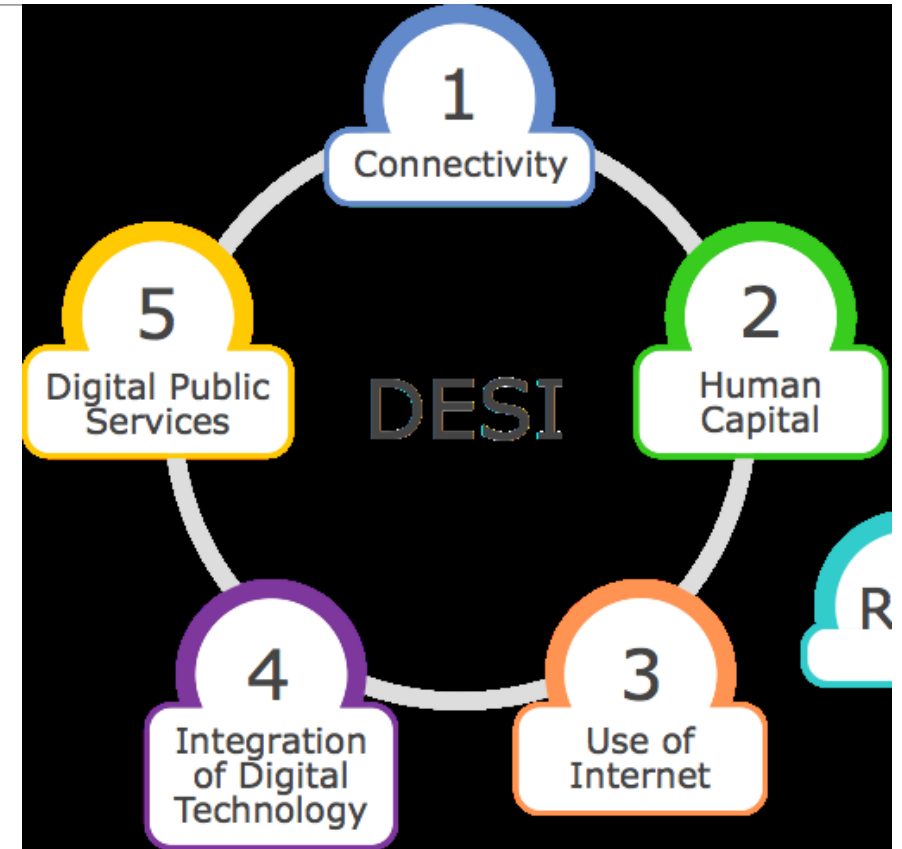 1
Connectivity
2
Human
Capital
3
Use of
Internet
4
Integration
of Digital
Technology
5
Digital Public
Services
DESI
R